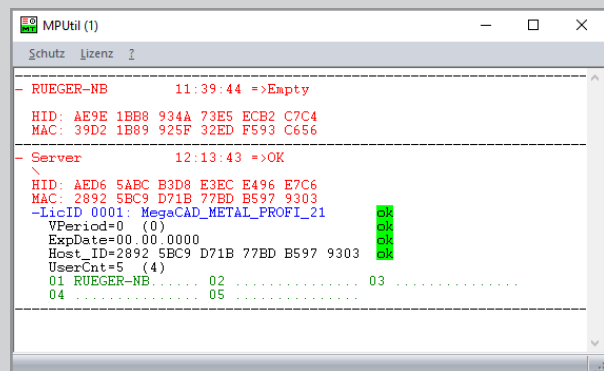 MPUtil (1)
Schutz Lizenz ?
- RUEGER-NB 11:39:44 =>Empty
HID: AE9E 1BB8 934A 73E5 ECB2 C7C4
MAC: 39D2 1B89 925F 32ED F593 C656
- Server 12:13:43 =>OK
\
HID: AED6 5ABC B3D8 E3EC E496 E7C6
MAC: 2892 5BC9 D71B 77BD B597 9303
-LicID 0001: MegaCAD_METAL_PROFI_21 ok
VPeriod=0 (0) ok
ExpDate=00.00.0000 ok
Host_ID=2892 5BC9 D71B 77BD B597 9303 ok
UserCnt=5 (4)
01 RUEGER-NB...... 02 ............... 03 ...............
04 ............... 05 ...............